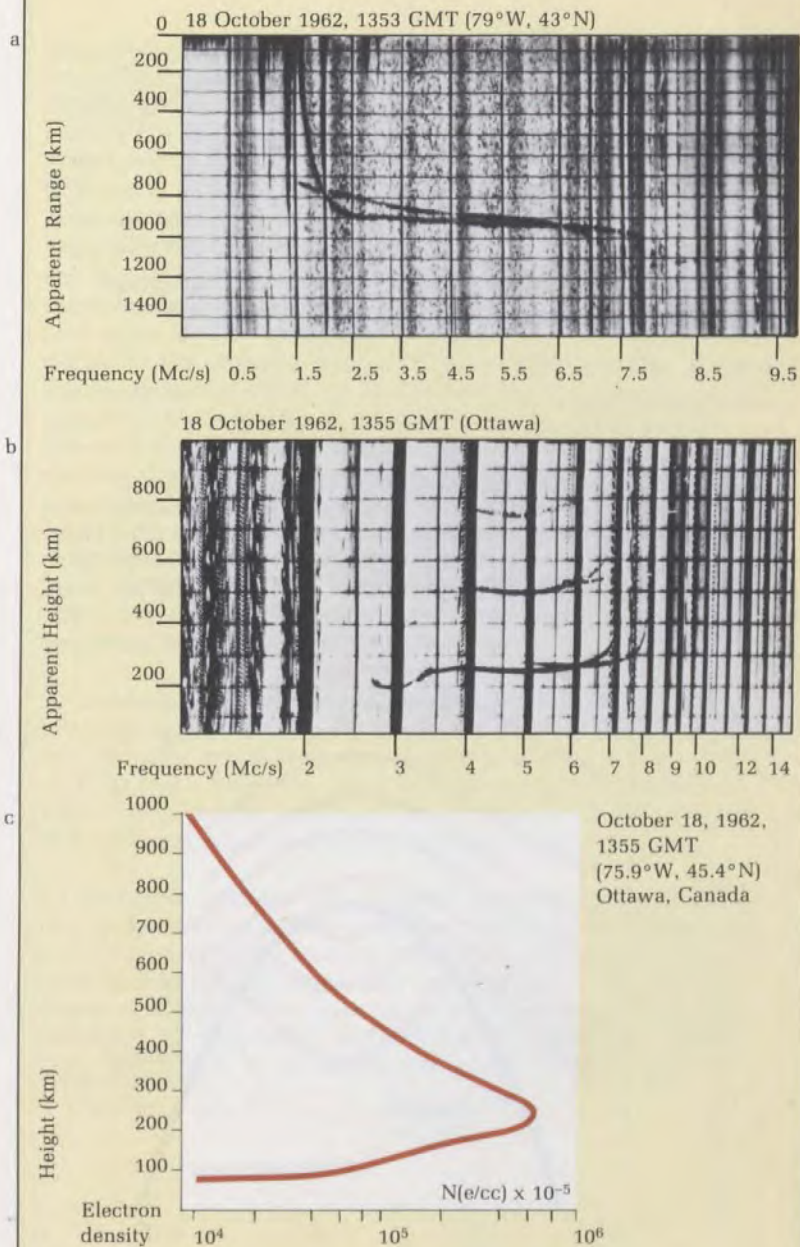 a
0 18 October 1962, 1353 GMT (79°W, 43°N)
200
400
600
800
1000
1200
1400
Apparent Range (km)
Frequency (Mc/s) 0.5 1.5 2.5 3.5 4.5 5.5 6.5 7.5 8.5 9.5
b
18 October 1962, 1355 GMT (Ottawa)
800
600
400
200
Apparent Height (km)
Frequency (Mc/s) 2 3 4 5 6 7 8 9 10 12 14
c
1000
900
800
700
600
500
400
300
200
100
Height (km)
October 18, 1962,
1355 GMT
(75.9°W, 45.4°N)
Ottawa, Canada
N(e/cc) x 10⁻⁵
Electron
density 10⁴ 10⁵ 10⁶